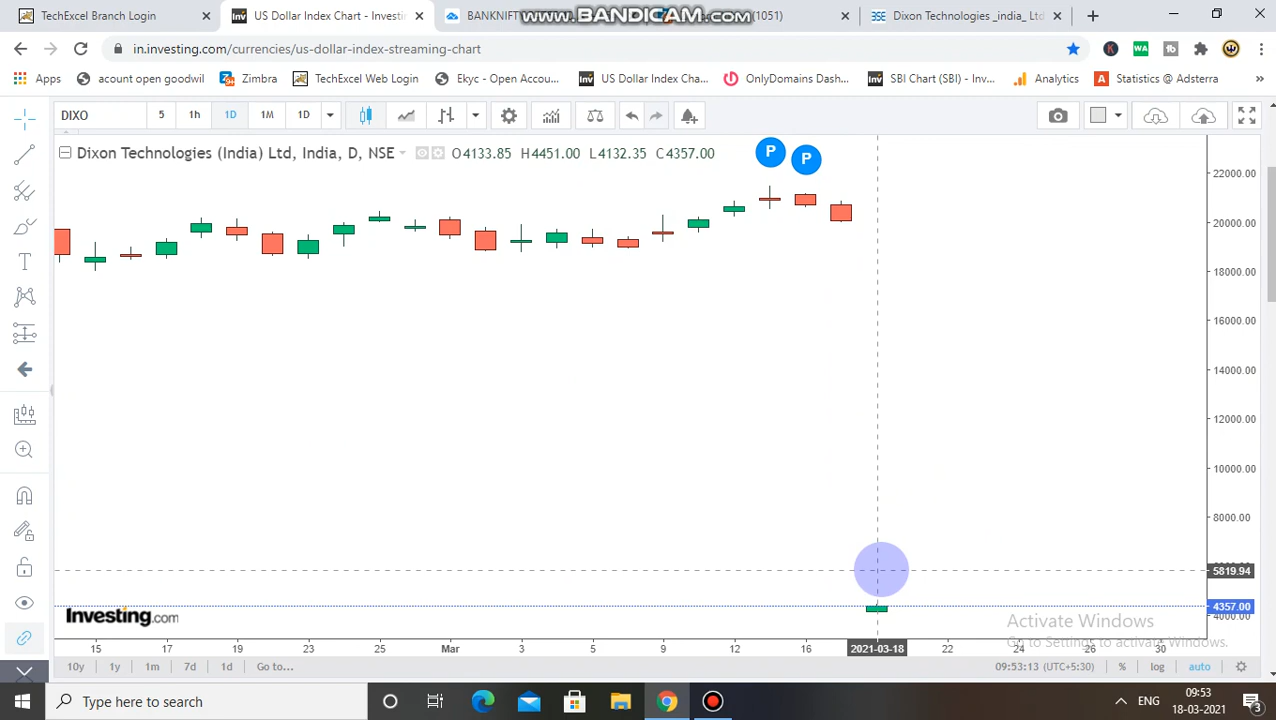 TechExcel Branch Login
US Dollar Index Chart - Investi
BANKNIFT
www.BANDICAM.com
(1051)
Dixon Technologies _india_ Ltd
in.investing.com/currencies/us-dollar-index-streaming-chart
Apps
acount open goodwil
Zimbra
TechExcel Web Login
Ekyc - Open Accou...
US Dollar Index Cha...
OnlyDomains Dash...
SBI Chart (SBI) - Inv...
Analytics
Statistics @ Adsterra
»
DIXO
5
1h
1D
1M
1D
Dixon Technologies (India) Ltd, India, D, NSE
O4133.85 H4451.00 L4132.35 C4357.00
P
P
22000.00
20000.00
18000.00
16000.00
14000.00
12000.00
10000.00
8000.00
5819.94
4357.00
4000.00
Investing.com
Activate Windows
Go to Settings to activate Windows.
15
17
19
23
25
Mar
3
5
9
12
16
2021-03-18
22
24
26
30
10y
1y
1m
7d
1d
Go to...
09:53:13 (UTC+5:30)
%
log
auto
Type here to search
ENG
09:53
18-03-2021
3